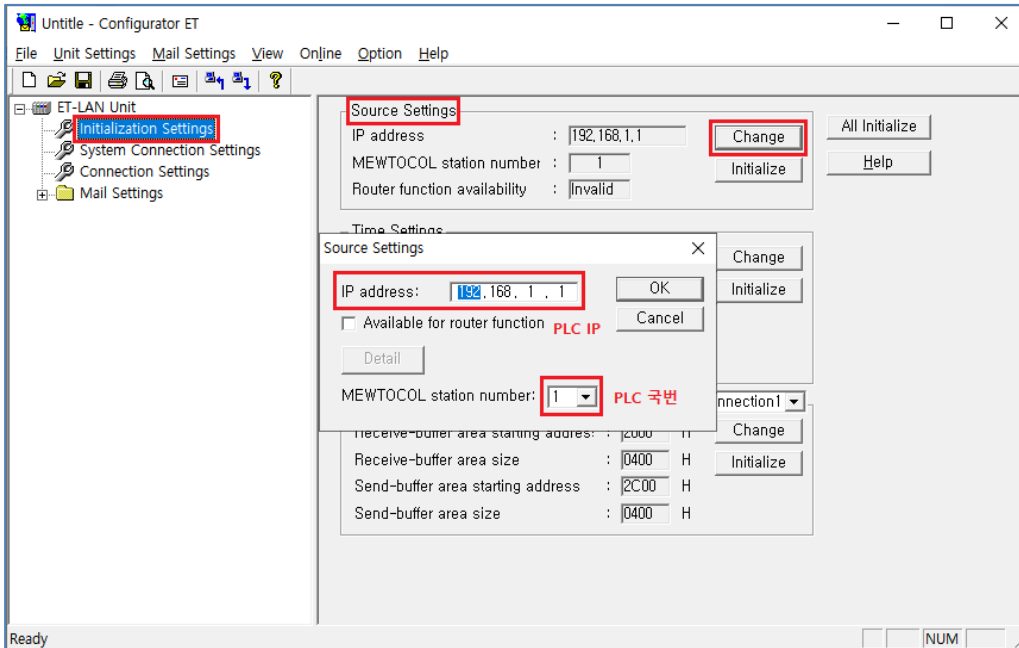 Untitle - Configurator ET
File Unit Settings Mail Settings View Online Option Help
ET-LAN Unit
Initialization Settings
System Connection Settings
Connection Settings
Mail Settings
Source Settings
IP address : 192,168,1,1
Change
MEWTOCOL station number : 1
Initialize
Router function availability : Invalid
All Initialize
Help
Time Settings
Change
Initialize
Source Settings
IP address: 192 , 168 , 1 , 1
OK
Available for router function
PLC IP
Cancel
Detail
MEWTOCOL station number: 1
PLC 국번
nnection1
Receive-buffer area starting addres: : 2000 H
Change
Receive-buffer area size : 0400 H
Initialize
Send-buffer area starting address : 2C00 H
Send-buffer area size : 0400 H
Ready
NUM